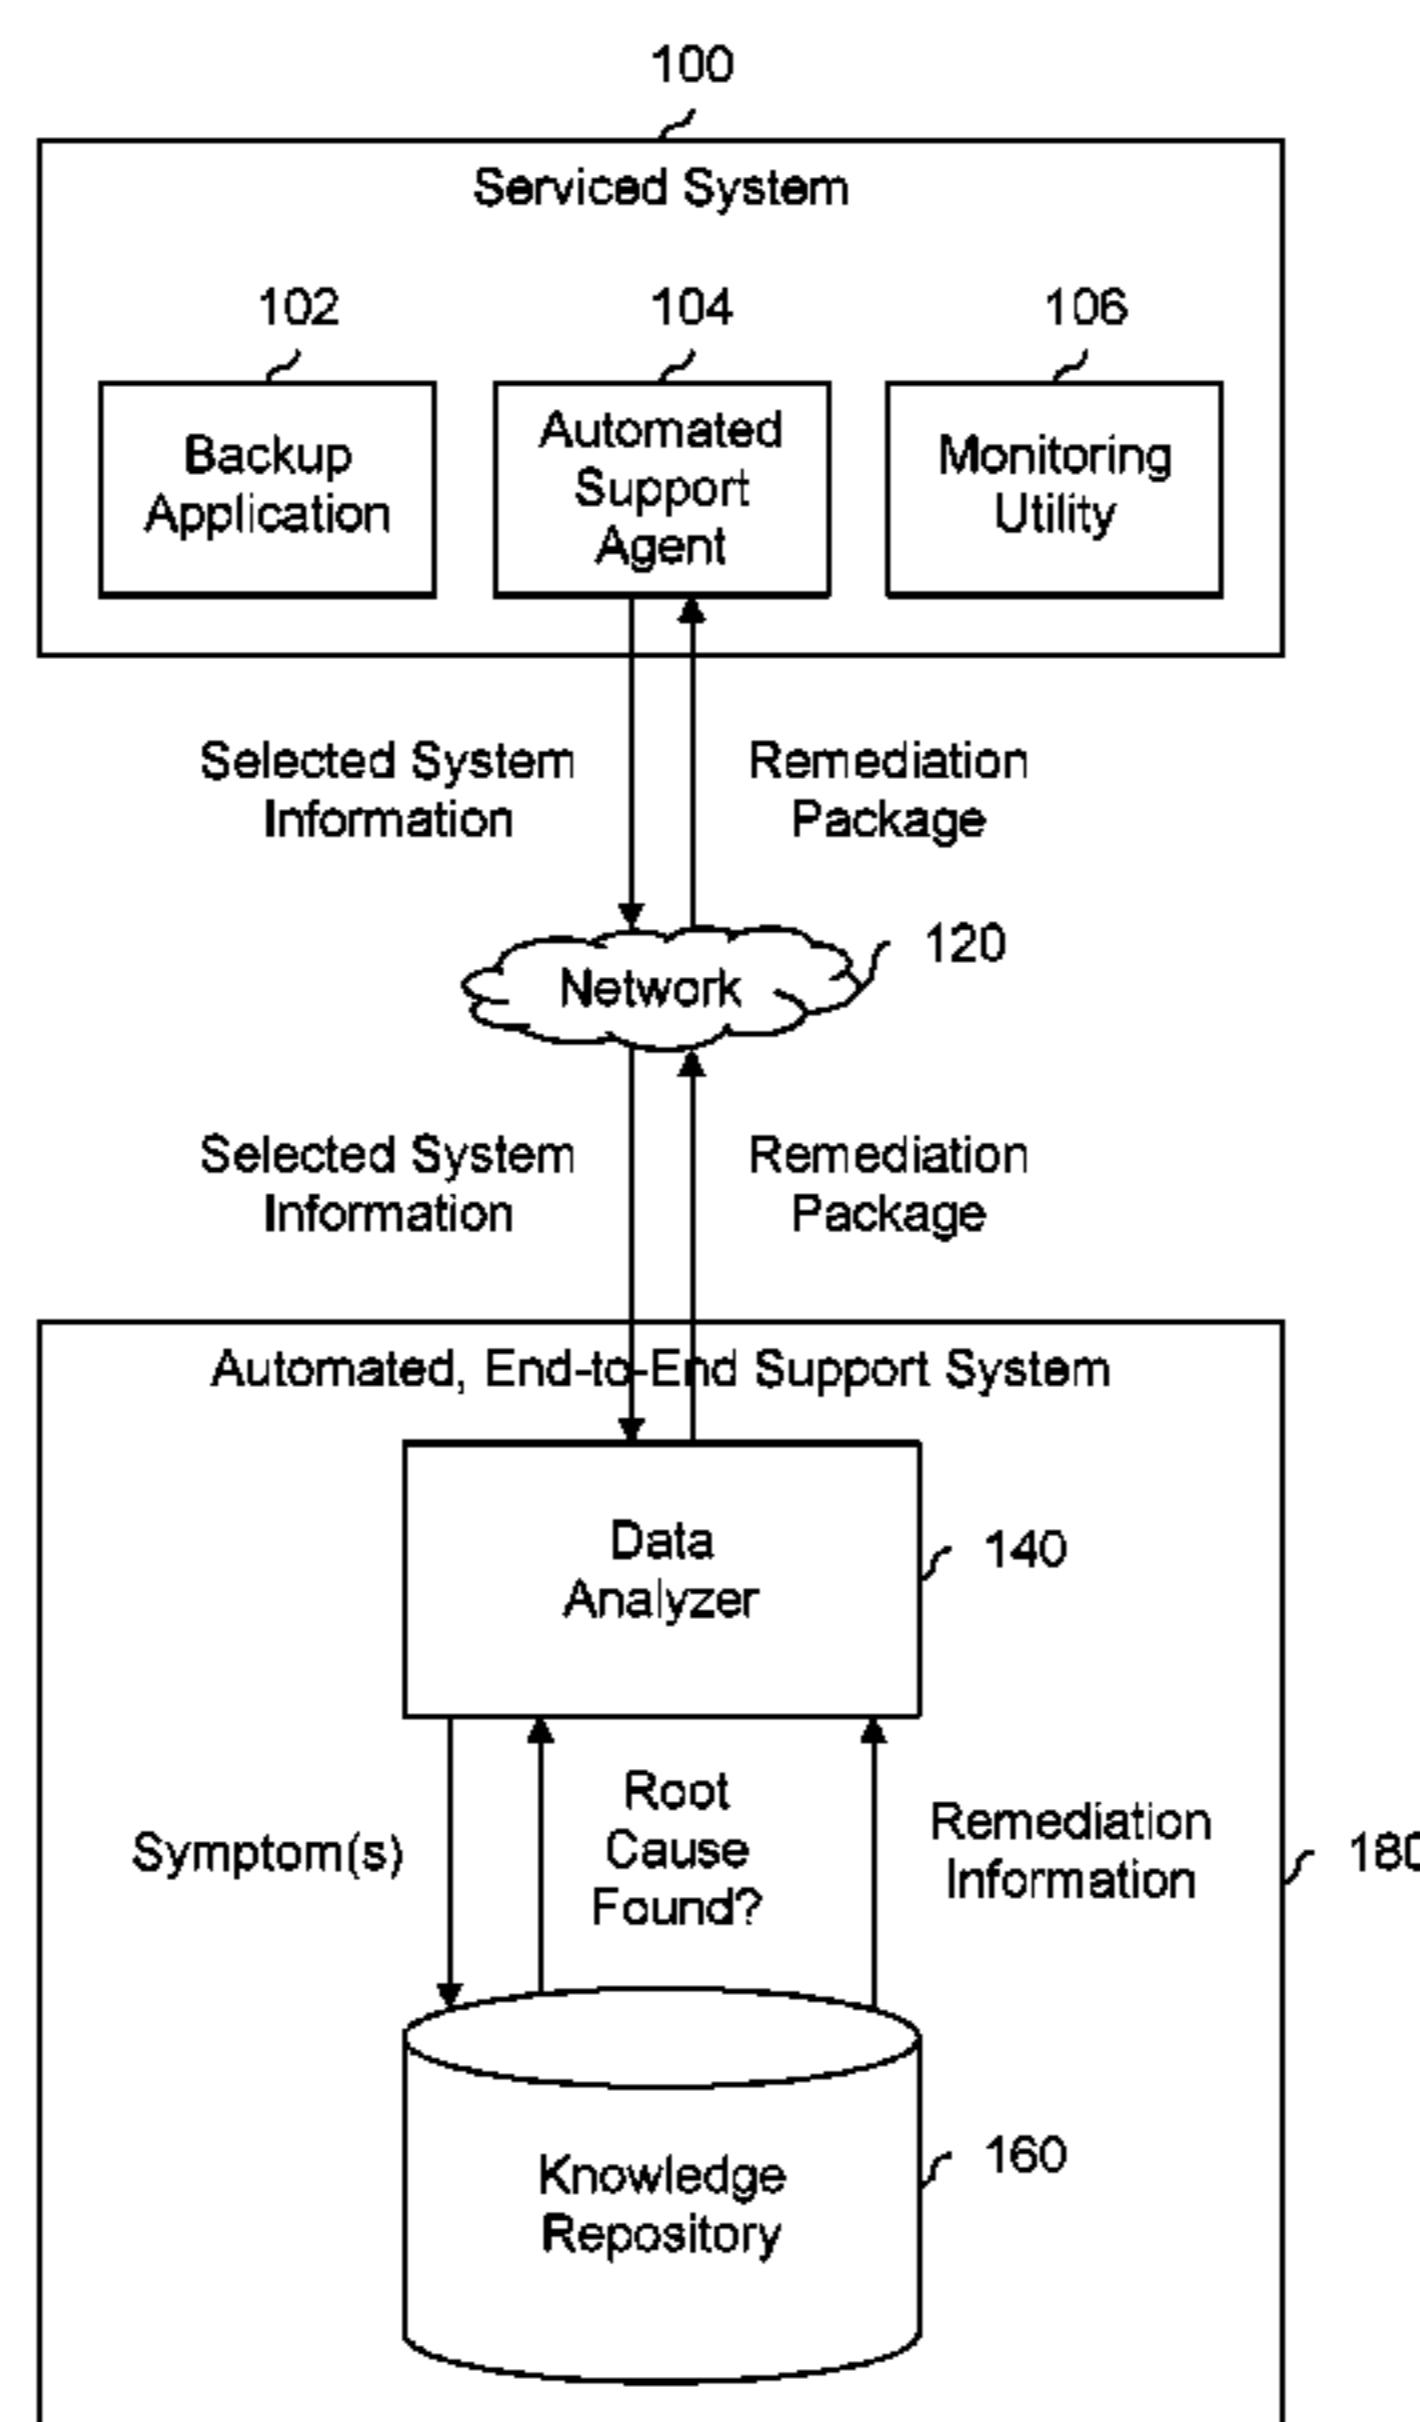 100
Serviced System
102
104
106
Backup
Application
Automated
Support
Agent
Monitoring
Utility
Selected System
Information
Remediation
Package
Network
120
Selected System
Information
Remediation
Package
Automated, End-to-End Support System
Data
Analyzer
140
Symptom(s)
Root
Cause
Found?
Remediation
Information
180
Knowledge
Repository
160